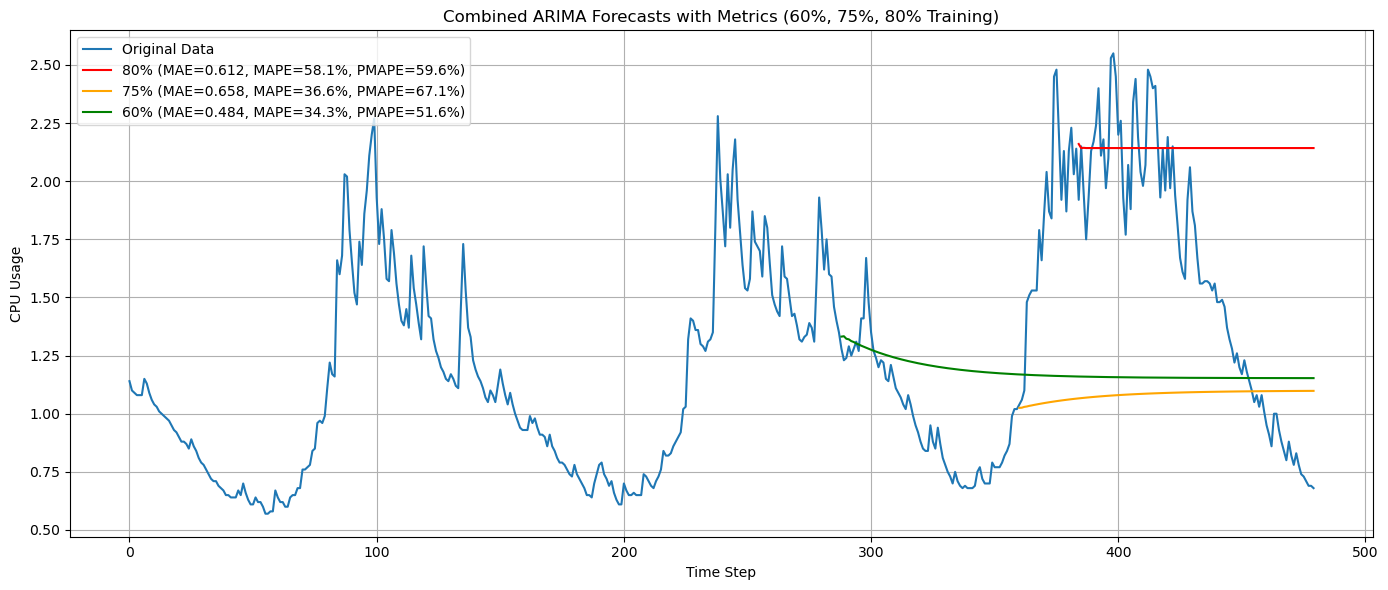 Combined ARIMA Forecasts with Metrics (60%, 75%, 80% Training)
Original Data
80% (MAE=0.612, MAPE=58.1%, PMAPE=59.6%)
75% (MAE=0.658, MAPE=36.6%, PMAPE=67.1%)
60% (MAE=0.484, MAPE=34.3%, PMAPE=51.6%)
CPU Usage
2.50
2.25
2.00
1.75
1.50
1.25
1.00
0.75
0.50
0
100
200
300
400
500
Time Step